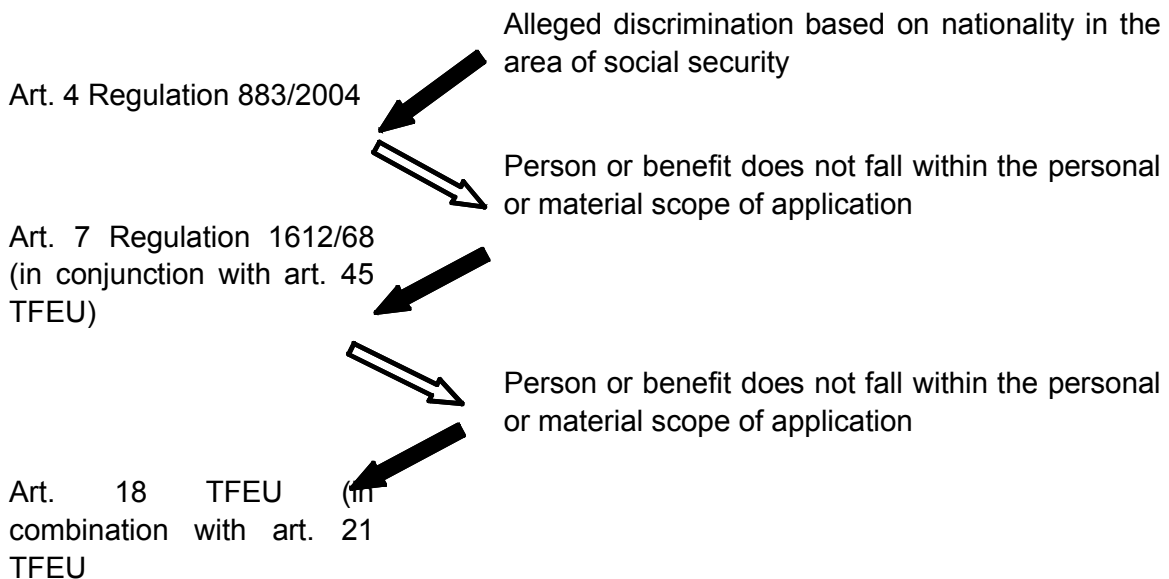 Alleged discrimination based on nationality in the
area of social security
Art. 4 Regulation 883/2004
Person or benefit does not fall within the personal
or material scope of application
Art. 7 Regulation 1612/68
(in conjunction with art. 45
TFEU)
Person or benefit does not fall within the personal
or material scope of application
Art. 18 TFEU (in
combination with art. 21
TFEU